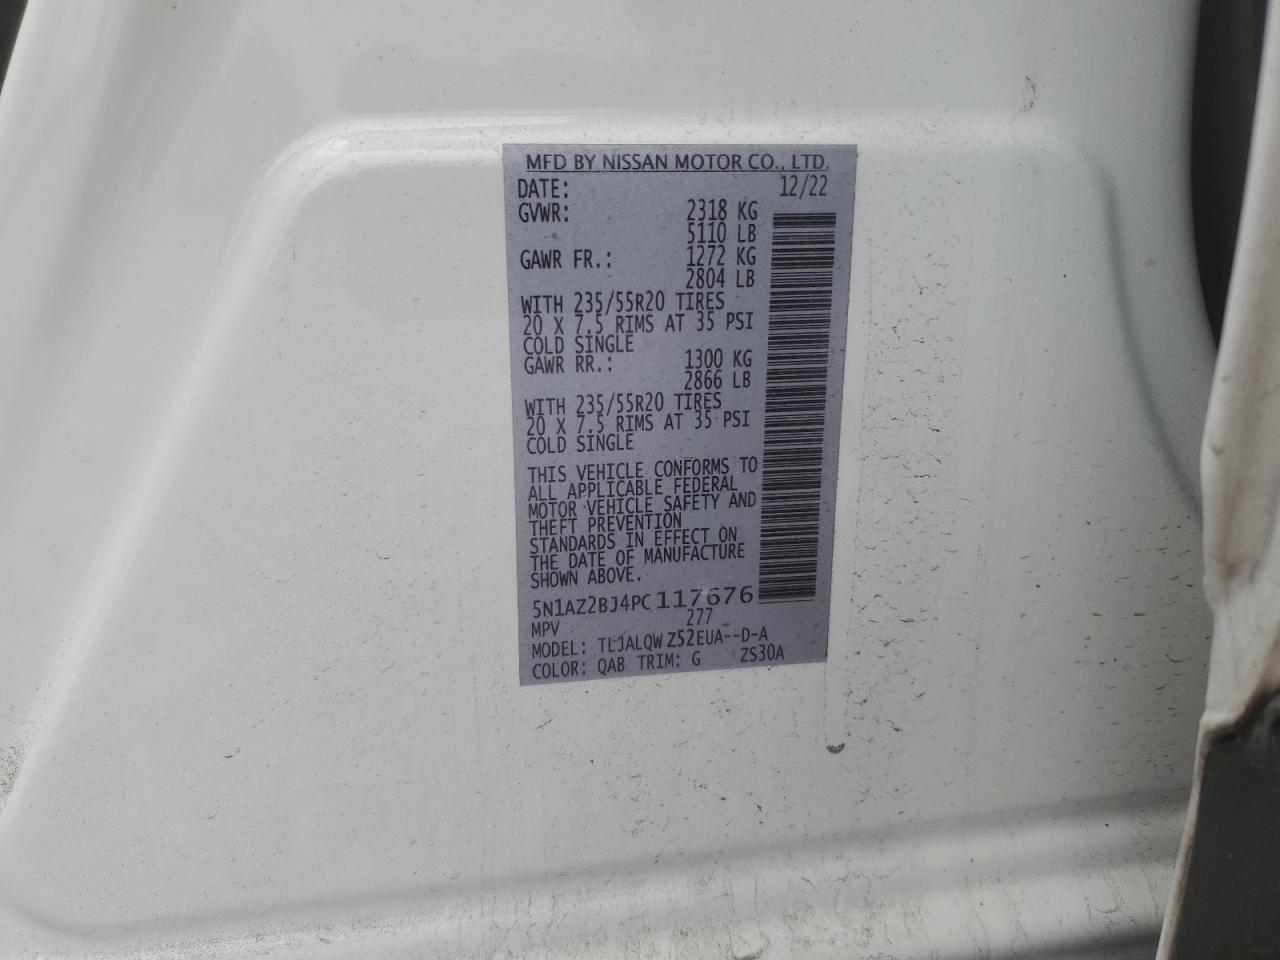 MFD BY NISSAN MOTOR CO., LTD.
DATE: 12/22
GVWR: 2318 KG
5110 LB
GAWR FR.: 1272 KG
2804 LB
WITH 235/55R20 TIRES
20 X 7.5 RIMS AT 35 PSI
COLD SINGLE
GAWR RR.: 1300 KG
2866 LB
WITH 235/55R20 TIRES
20 X 7.5 RIMS AT 35 PSI
COLD SINGLE
THIS VEHICLE CONFORMS TO
ALL APPLICABLE FEDERAL
MOTOR VEHICLE SAFETY AND
THEFT PREVENTION
STANDARDS IN EFFECT ON
THE DATE OF MANUFACTURE
SHOWN ABOVE.
5N1AZ2BJ4PC117676
MPV 277
MODEL: TLJALQW Z52EUA--D-A
COLOR: QAB TRIM: G ZS30A